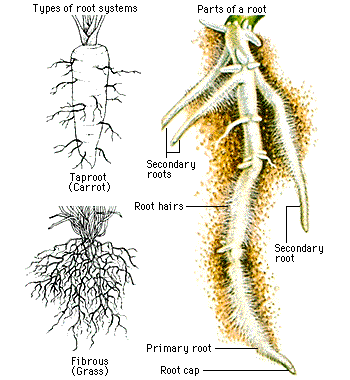 Types of root systems
Parts of a root
Taproot
(Carrot)
Secondary
roots
Root hairs
Secondary
root
Fibrous
(Grass)
Primary root
Root cap